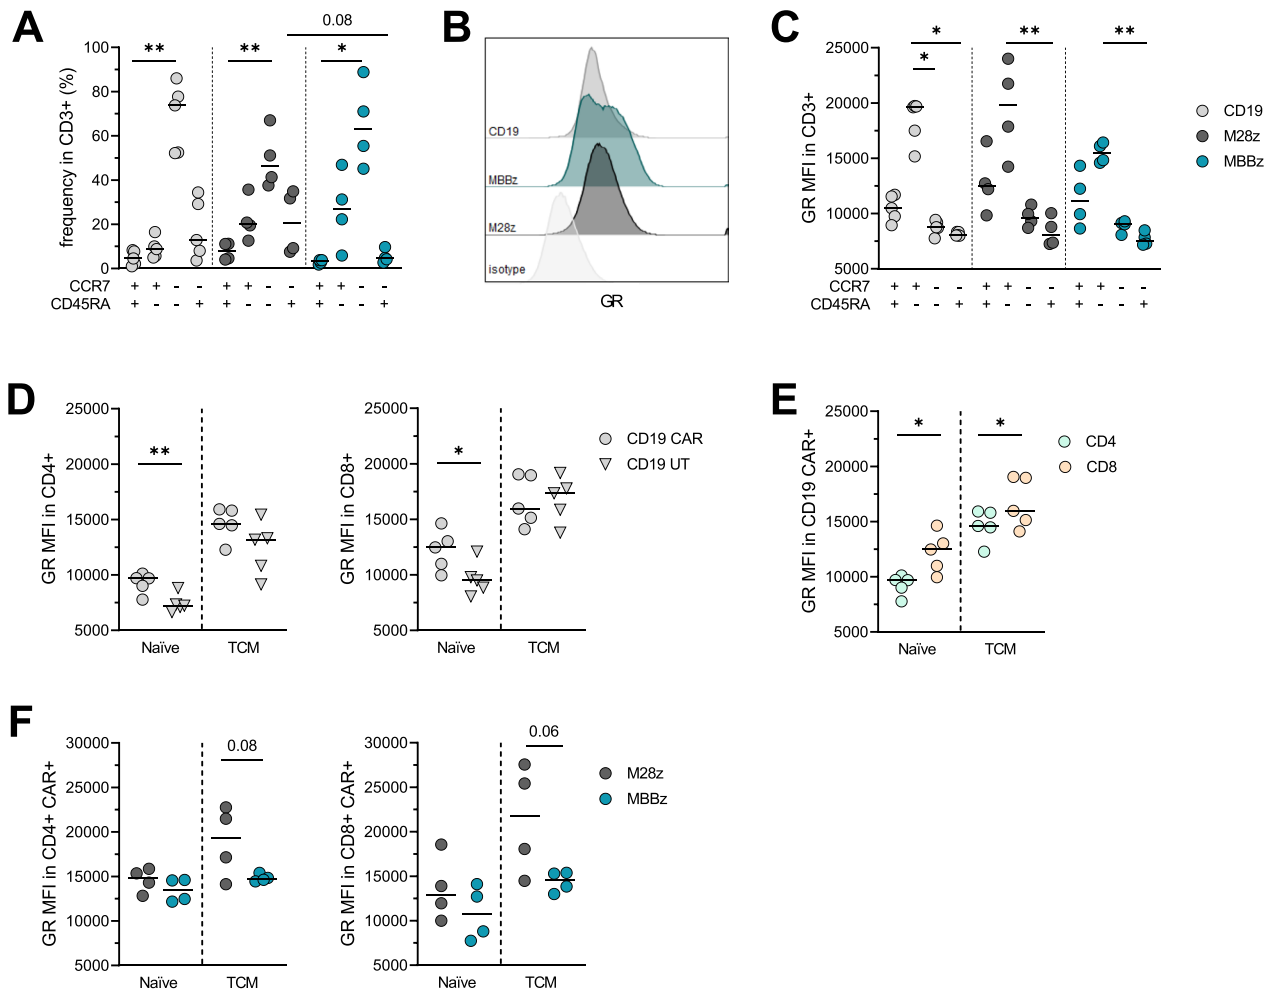 A
0.08
** ** *
100
80
60
40
20
0
frequency in CD3+ (%)
CCR7 + + - - + + - - + + - -
CD45RA + - - + + - - + + - - +
B
CD19
MBBz
M28z
isotype
GR
C
* ** **
*
25000
20000
15000
10000
5000
GR MFI in CD3+
CCR7 + + - - + + - - + + - -
CD45RA + - - + + - - + + - - +
CD19
M28z
MBBz
D
25000
20000
15000
10000
5000
GR MFI in CD4+
**
Naïve TCM
25000
20000
15000
10000
5000
GR MFI in CD8+
*
Naïve TCM
CD19 CAR
CD19 UT
E
25000
20000
15000
10000
5000
GR MFI in CD19 CAR+
* *
Naïve TCM
CD4
CD8
F
30000
25000
20000
15000
10000
5000
GR MFI in CD4+ CAR+
0.08
Naïve TCM
30000
25000
20000
15000
10000
5000
GR MFI in CD8+ CAR+
0.06
Naïve TCM
M28z
MBBz